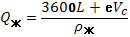 Qж = (3600L + eVc) / ρж